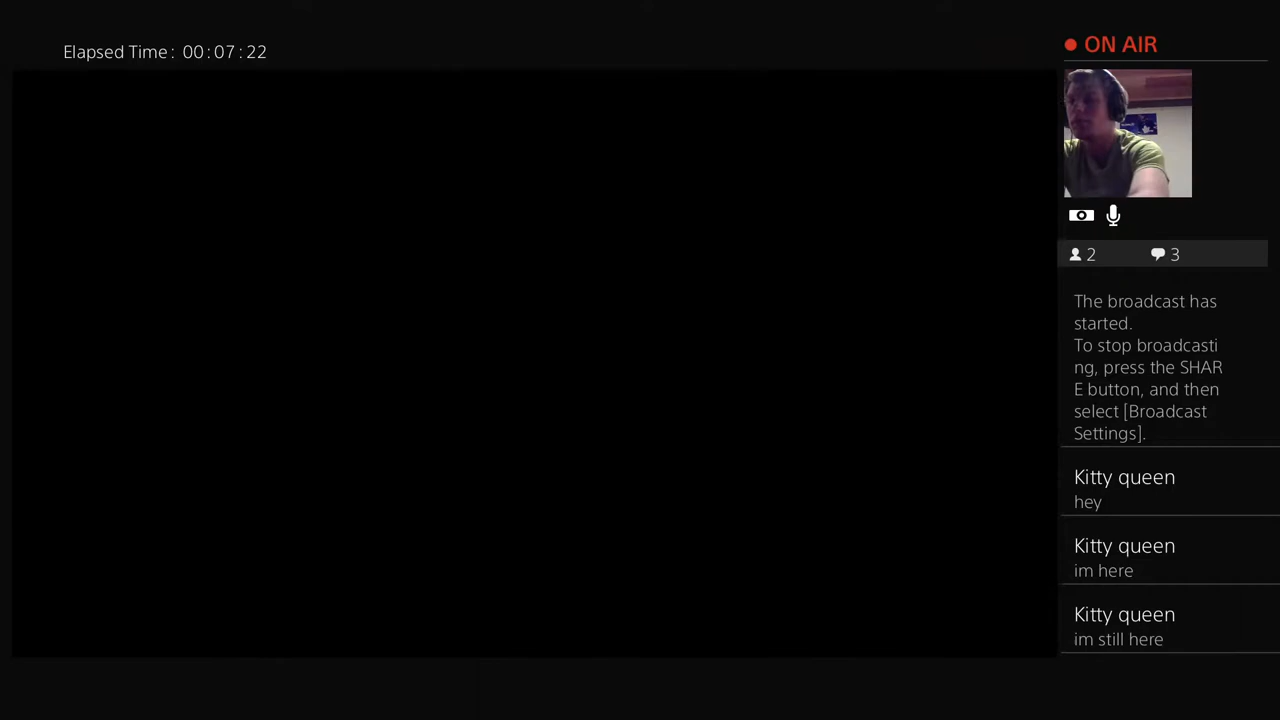 Elapsed Time: 00:07:22
ON AIR
2
3
The broadcast has
started.
To stop broadcasti
ng, press the SHAR
E button, and then
select [Broadcast
Settings].
Kitty queen
hey
Kitty queen
im here
Kitty queen
im still here